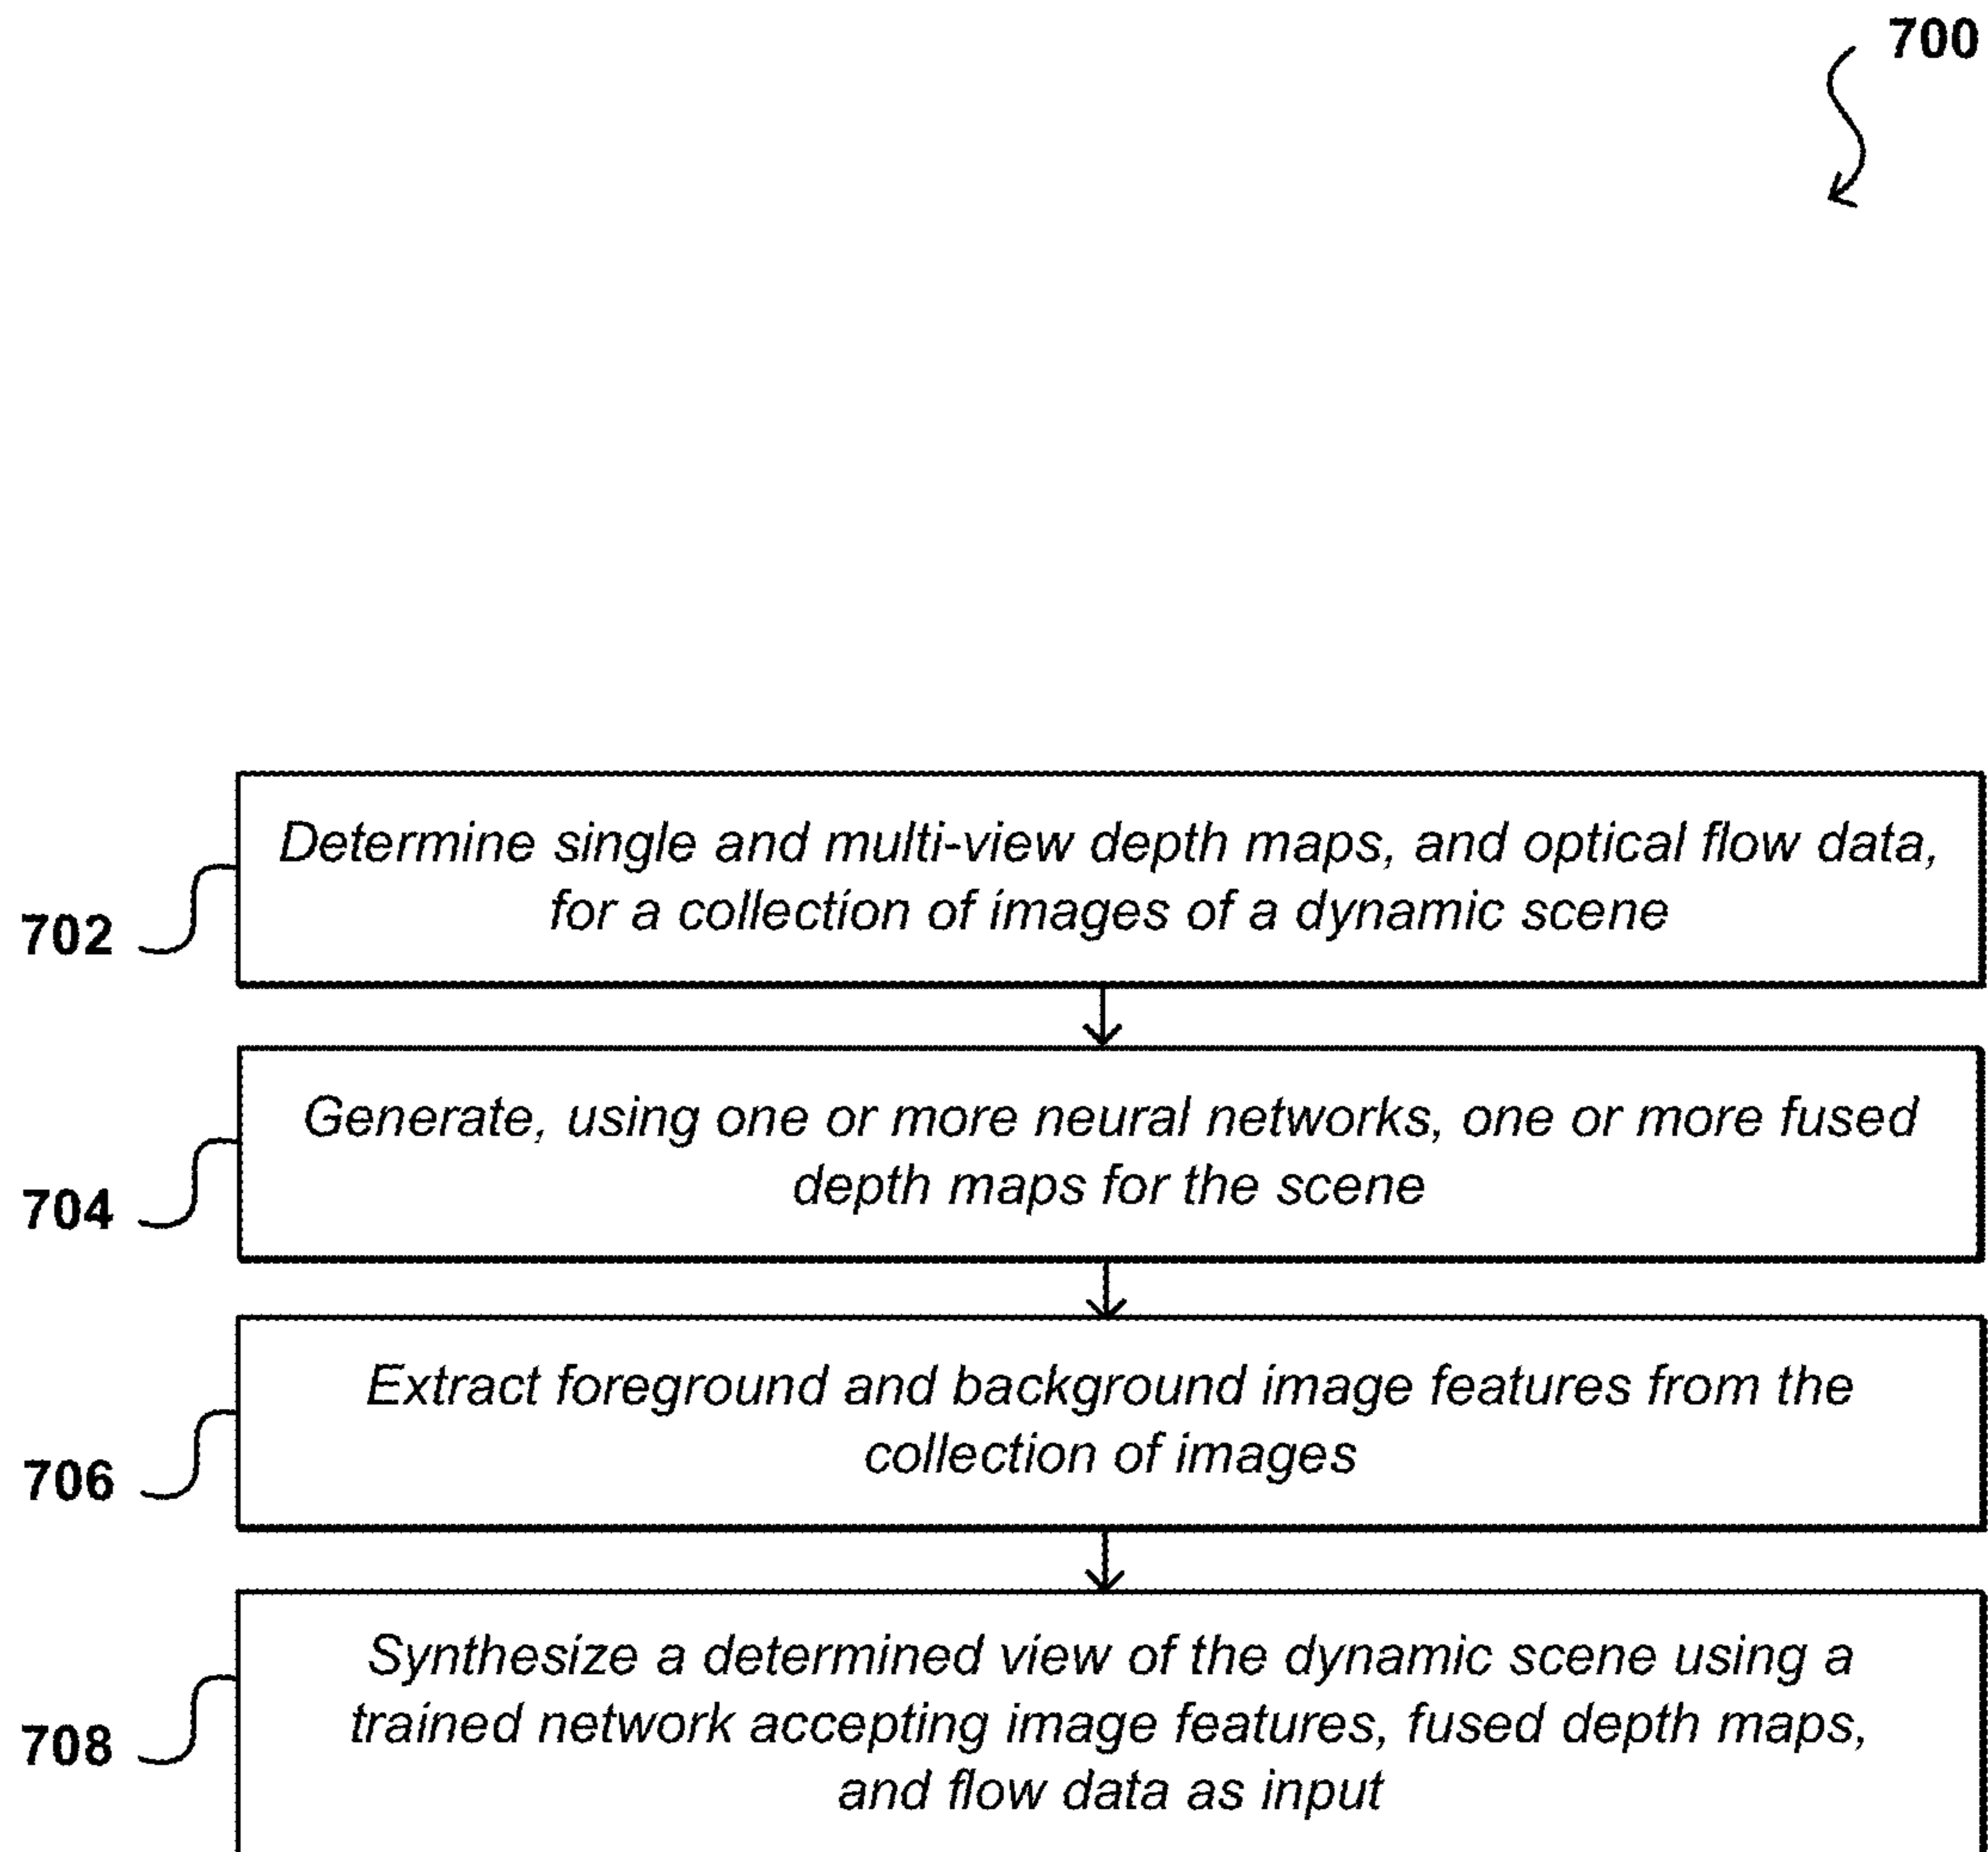 700
Determine single and multi-view depth maps, and optical flow data,
for a collection of images of a dynamic scene
702
Generate, using one or more neural networks, one or more fused
depth maps for the scene
704
Extract foreground and background image features from the
collection of images
706
Synthesize a determined view of the dynamic scene using a
trained network accepting image features, fused depth maps,
and flow data as input
708